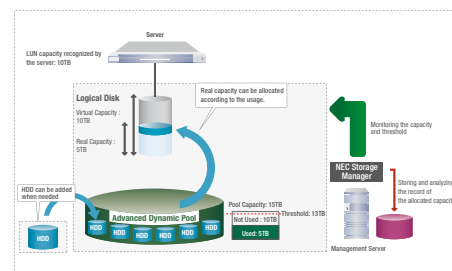 Server
LUN capacity recognized by
the server: 10TB
Real capacity can be allocated
according to the usage.
Logical Disk
Virtual Capacity :
10TB
Real Capacity :
5TB
Monitoring the capacity
and threshold
NEC Storage
Manager
Storing and analyzing
the record of
the allocated capacity
HDD can be added
when needed
HDD
Advanced Dynamic Pool
HDD
HDD
HDD
HDD
HDD
HDD
Pool Capacity: 15TB
Threshold: 13TB
Not Used : 10TB
Used: 5TB
Management Server